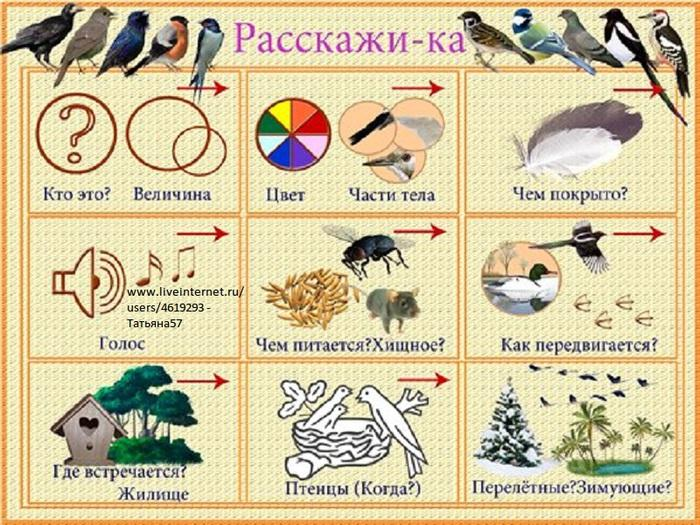 Расскажи-ка
Кто это? Величина
Цвет Части тела
Чем покрыто?
www.liveinternet.ru/
users/4619293 -
Татьяна57
Голос
Чем питается?Хищное?
Как передвигается?
Где встречается?
Жилище
Птенцы (Когда?)
Перелётные?Зимующие?